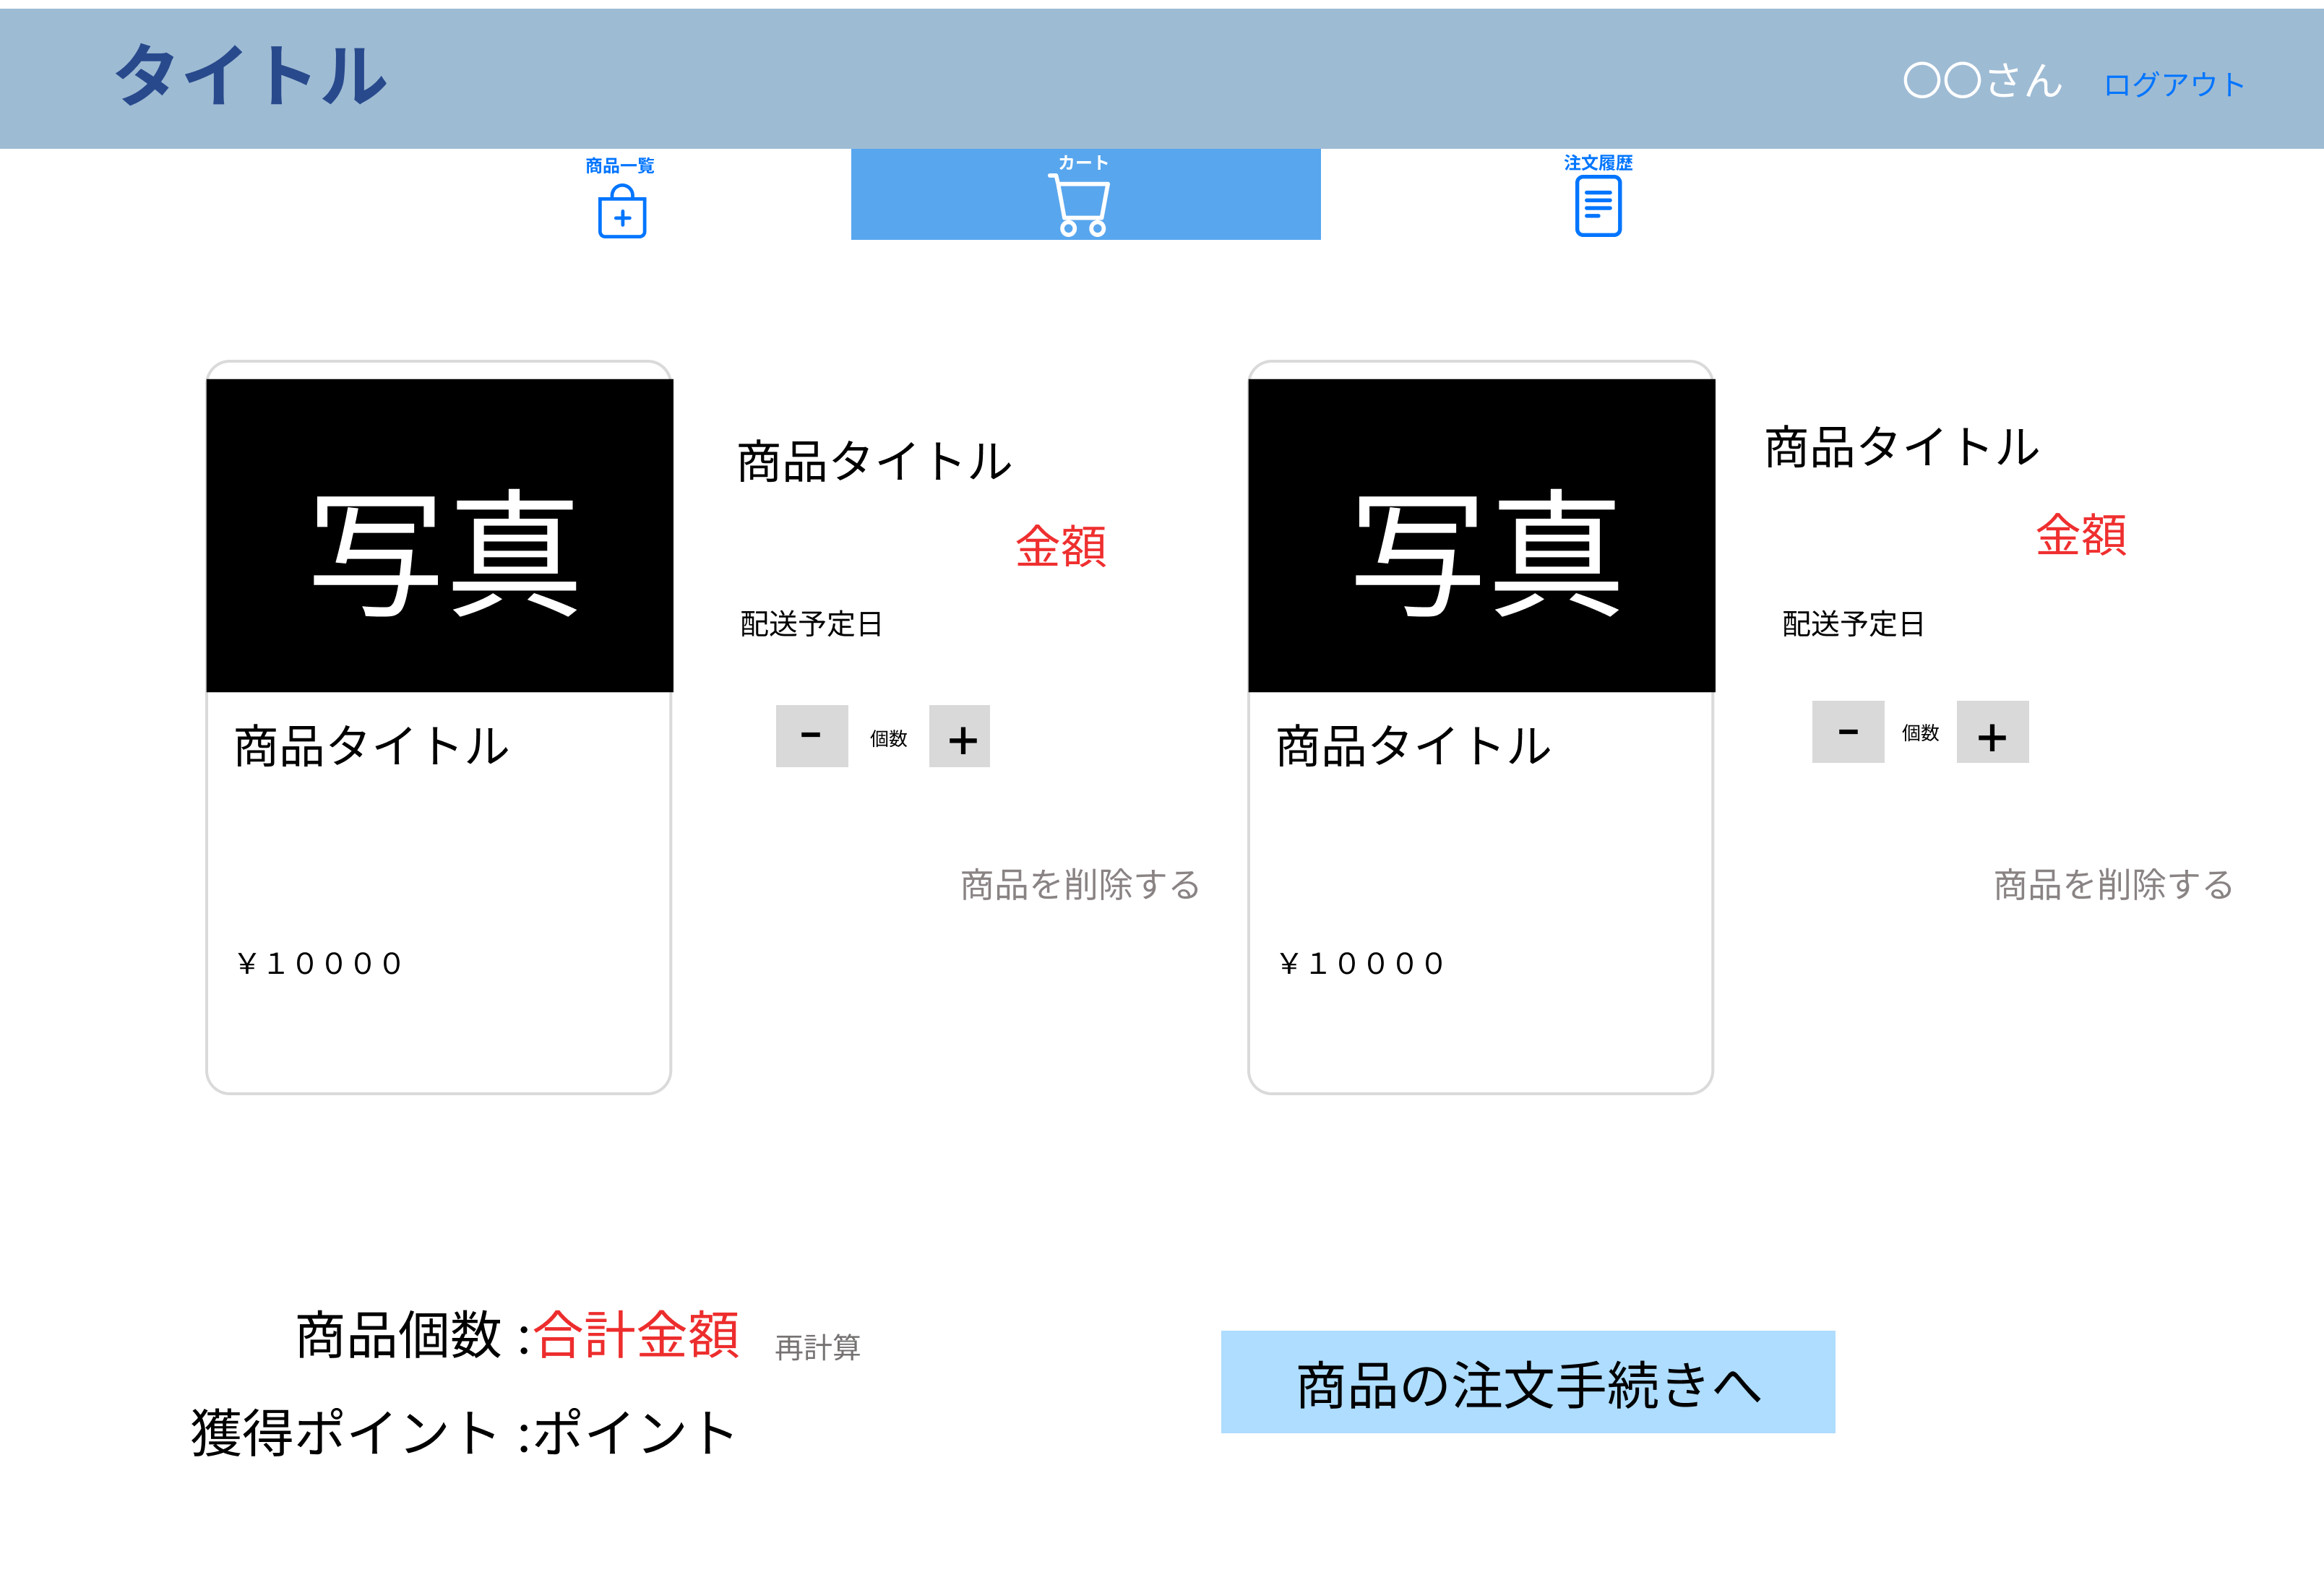 タイトル
〇〇さん
ログアウト
商品一覧
カート
注文履歴
写真
商品タイトル
¥１００００
商品タイトル
金額
配送予定日
- 個数 +
商品を削除する
写真
商品タイトル
¥１００００
商品タイトル
金額
配送予定日
- 個数 +
商品を削除する
商品個数 :合計金額
再計算
獲得ポイント :ポイント
商品の注文手続きへ